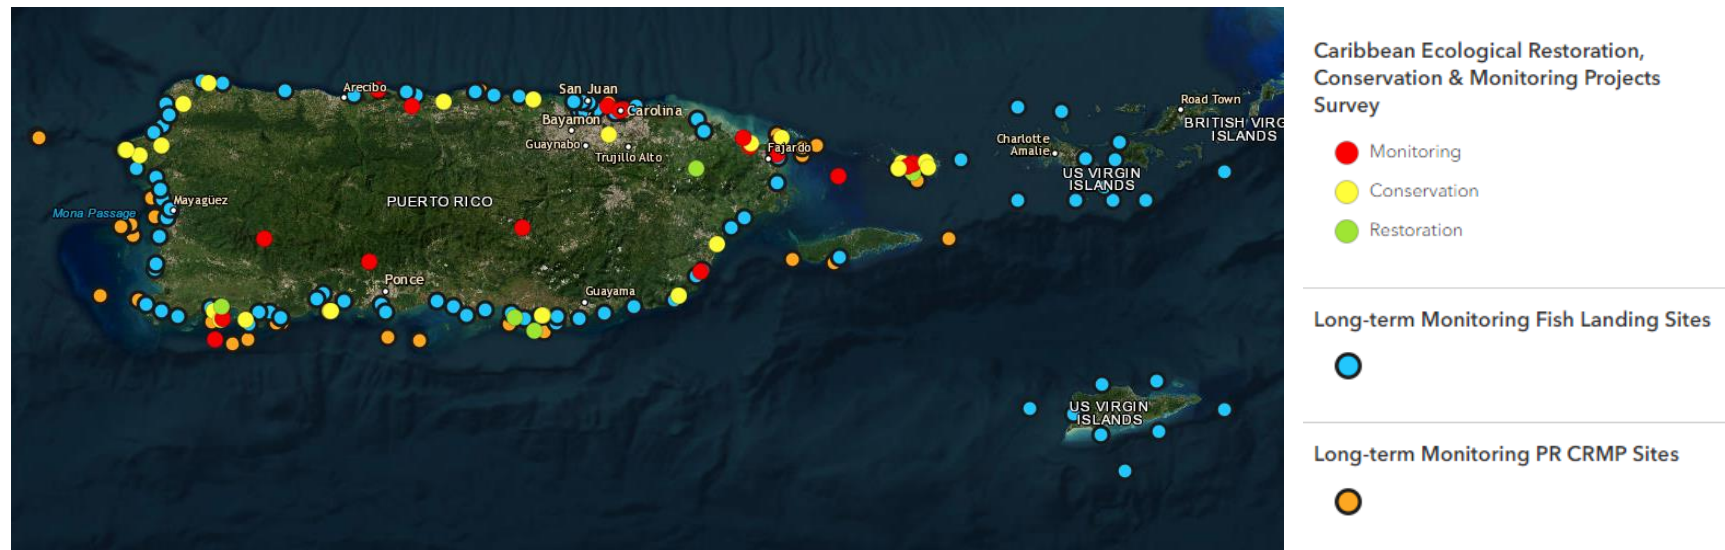 Arecibo
San Juan
Carolina
Bayamón
Guaynabo
Trujillo Alto
Fajardo
Mona Passage
Mayagüez
PUERTO RICO
Ponce
Guayama
Road Town
BRITISH VIRG
ISLANDS
Charlotte
Amalie
US VIRGIN
ISLANDS
US VIRGIN
ISLANDS
Caribbean Ecological Restoration,
Conservation & Monitoring Projects
Survey
Monitoring
Conservation
Restoration
Long-term Monitoring Fish Landing Sites
Long-term Monitoring PR CRMP Sites